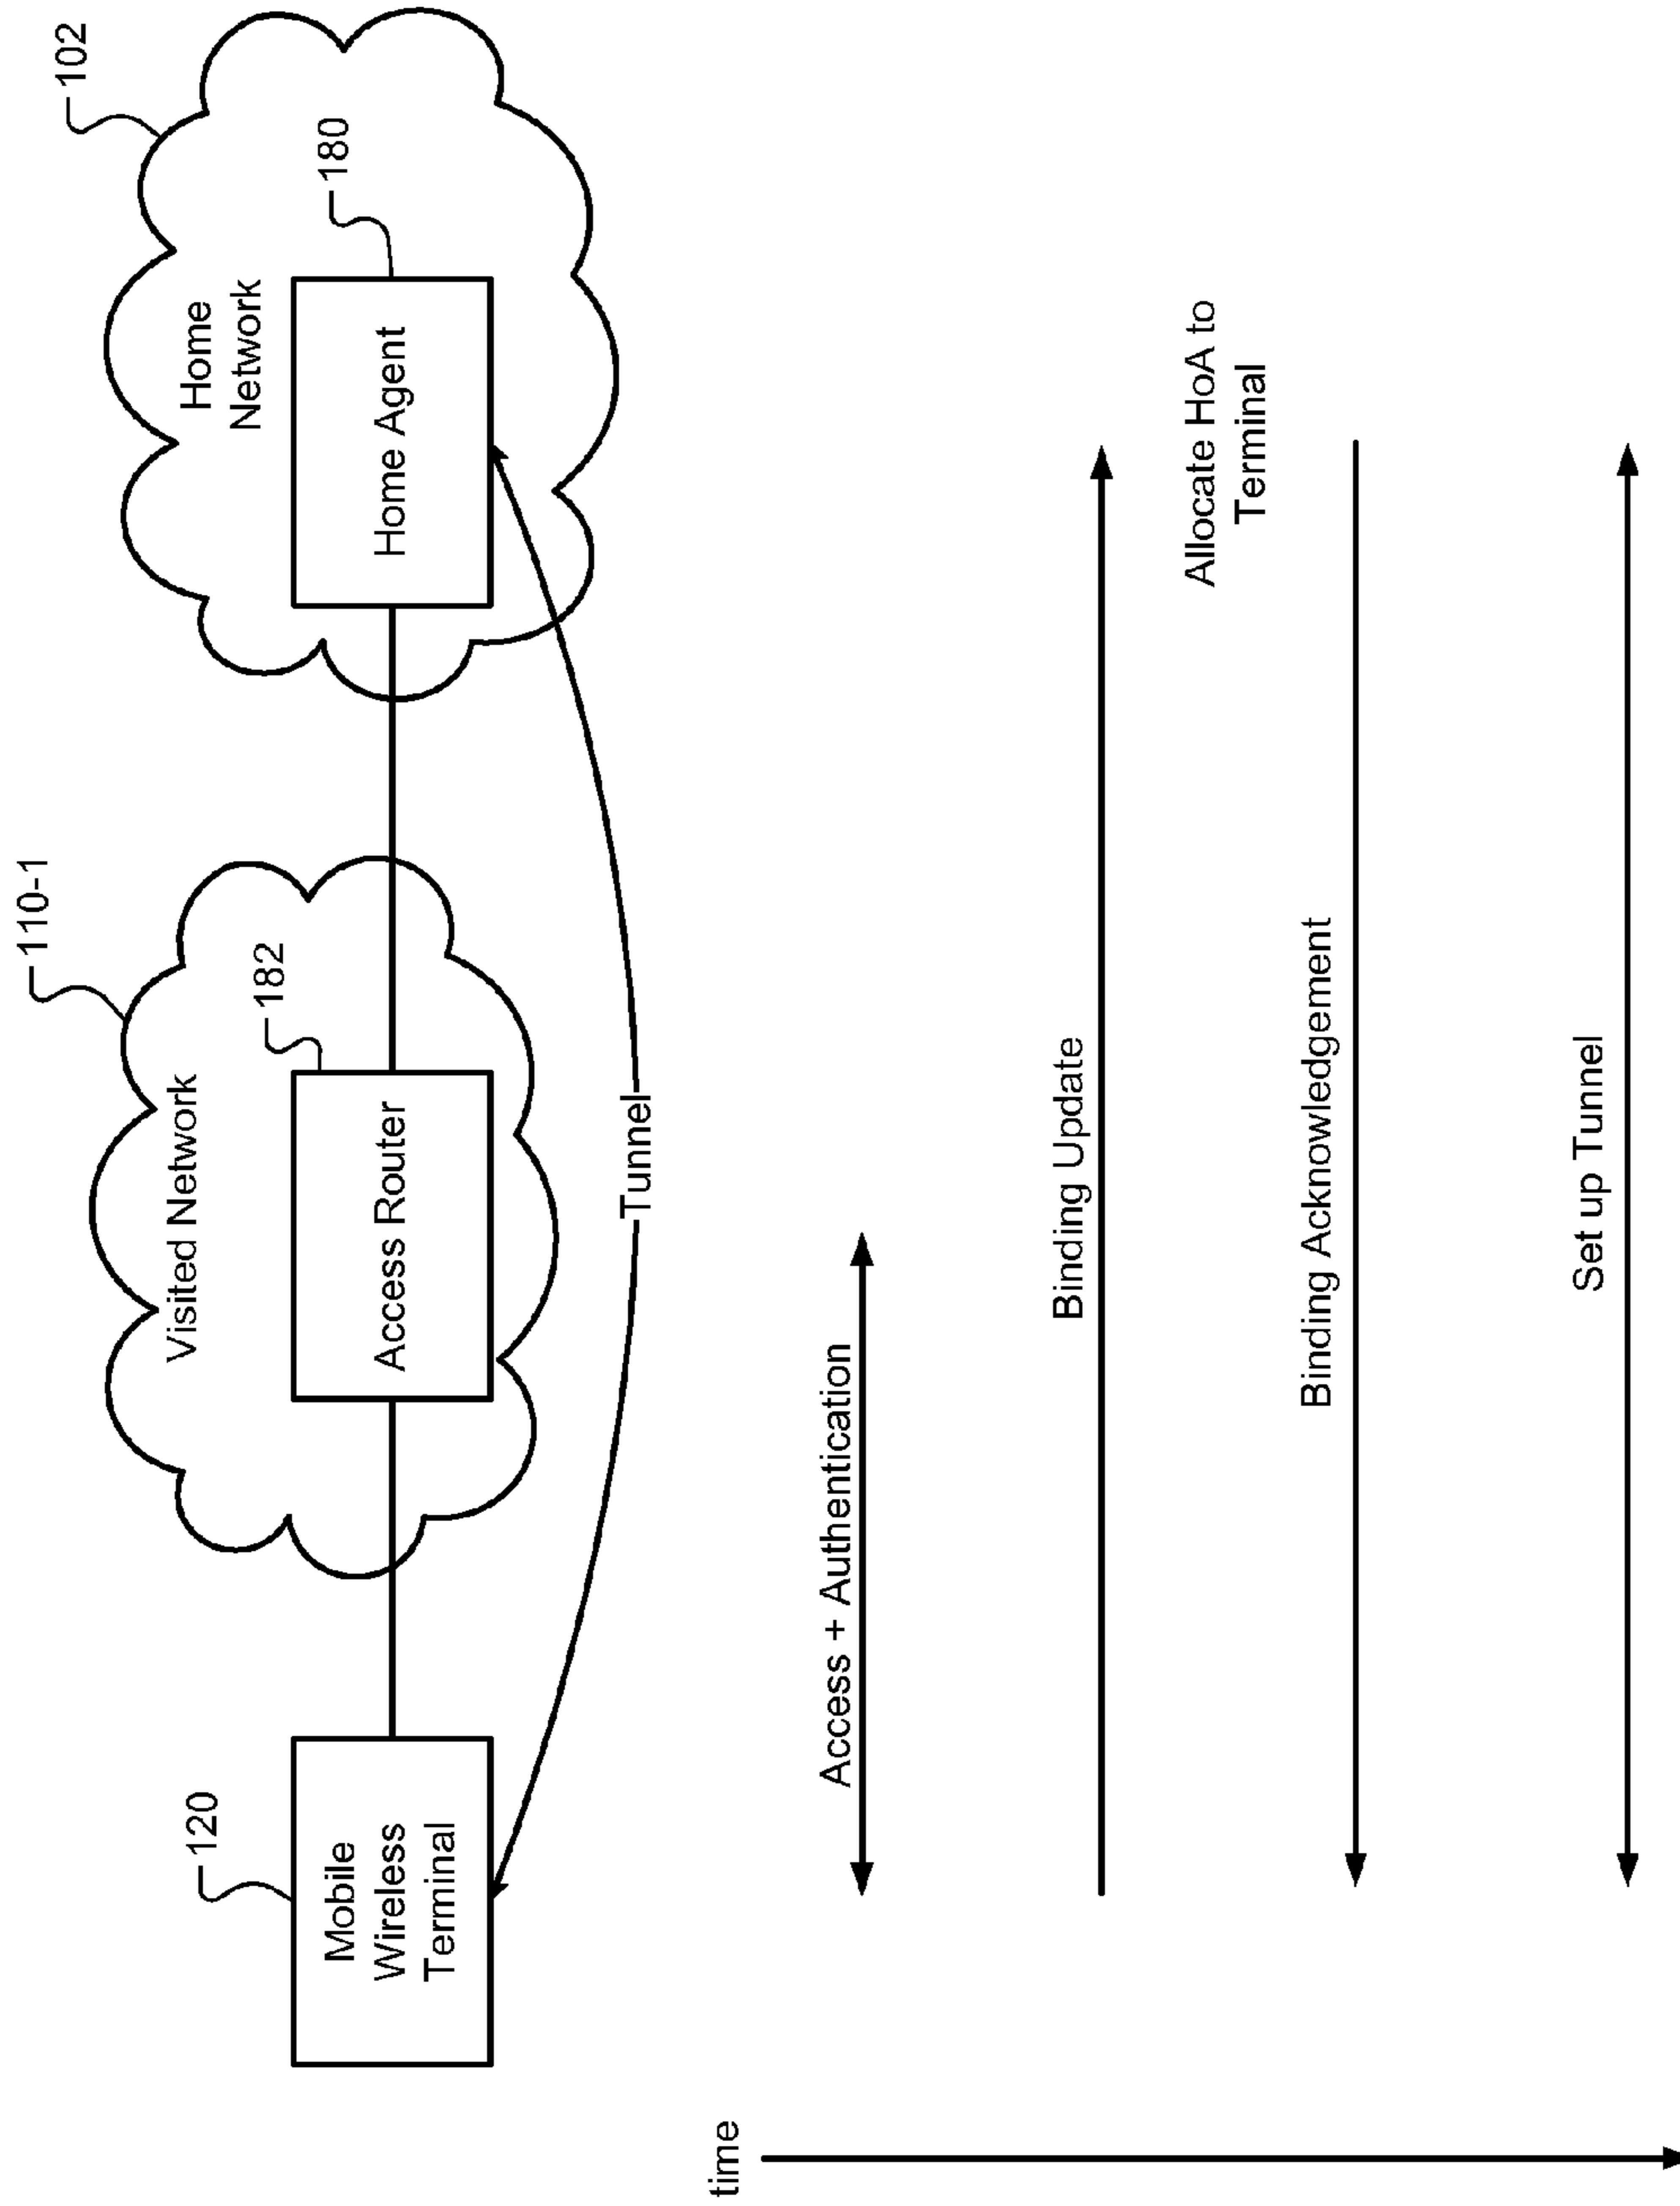 110-1
102
Visited Network
Home
Network
120
182
180
Mobile
Wireless
Terminal
Access Router
Home Agent
Tunnel
time
Access + Authentication
Binding Update
Allocate HoA to
Terminal
Binding Acknowledgement
Set up Tunnel